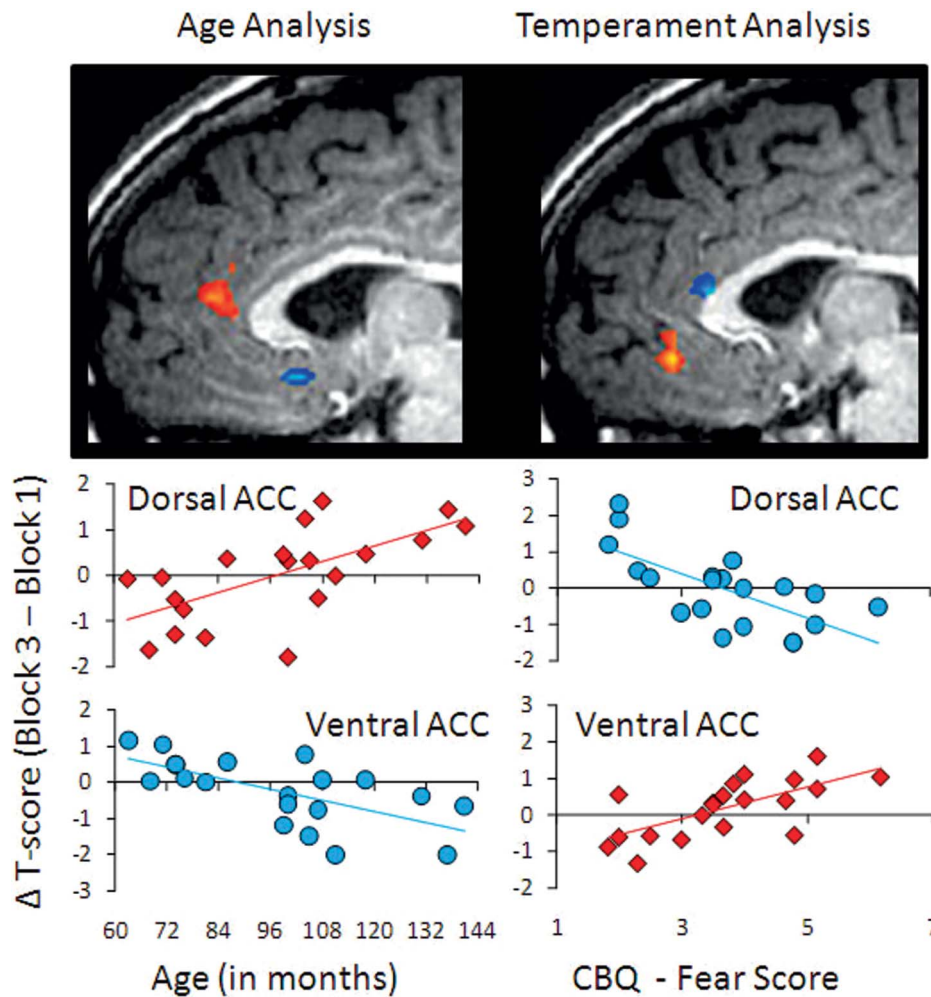 Age Analysis Temperament Analysis
Δ T-score (Block 3 – Block 1)
2 Dorsal ACC
1
0
-1
-2
3 Dorsal ACC
2
1
0
-1
-2
2 Ventral ACC
1
0
-1
-2
-3
60 72 84 96 108 120 132 144
Age (in months)
3 Ventral ACC
2
1
0
-1
-2
1 3 5 7
CBQ - Fear Score